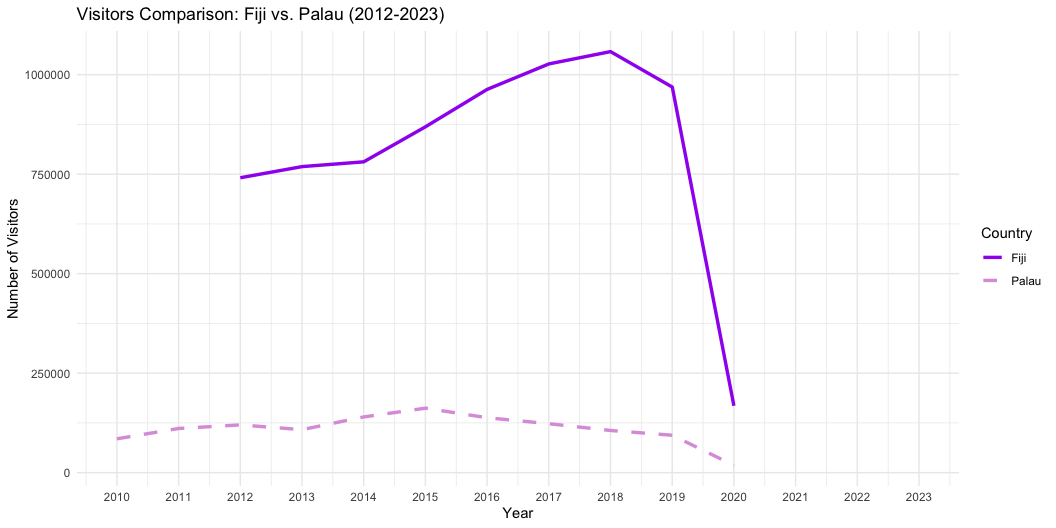 Visitors Comparison: Fiji vs. Palau (2012-2023)
Number of Visitors
1000000
750000
500000
250000
0
2010 2011 2012 2013 2014 2015 2016 2017 2018 2019 2020 2021 2022 2023
Year
Country
Fiji
Palau